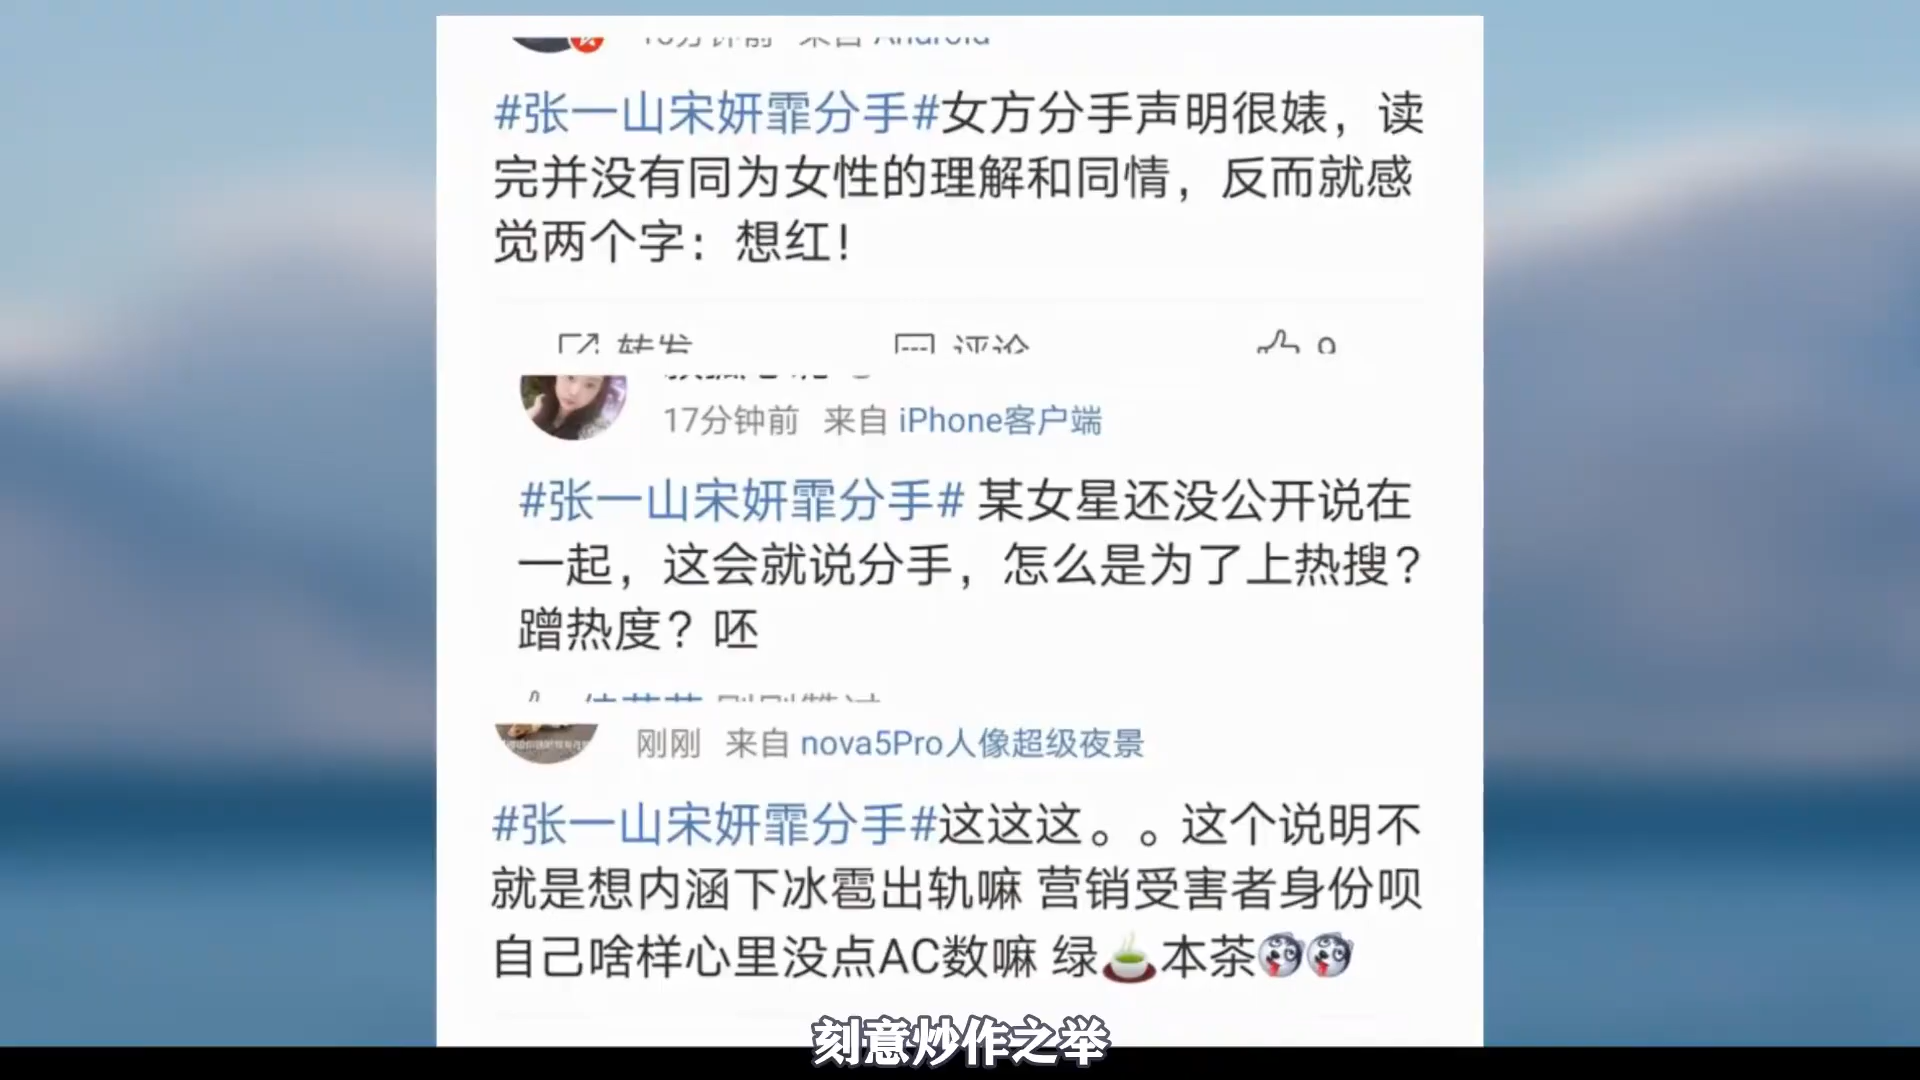 #张一山宋妍霏分手#女方分手声明很婊，读
完并没有同为女性的理解和同情，反而就感
觉两个字：想红！
转发 评论 9
17分钟前 来自 iPhone客户端
#张一山宋妍霏分手# 某女星还没公开说在
一起，这会就说分手，怎么是为了上热搜？
蹭热度？呸
刚刚 来自 nova5Pro人像超级夜景
#张一山宋妍霏分手#这这这。。这个说明不
就是想内涵下冰雹出轨嘛 营销受害者身份呗
自己啥样心里没点AC数嘛 绿🍵本茶
刻意炒作之举